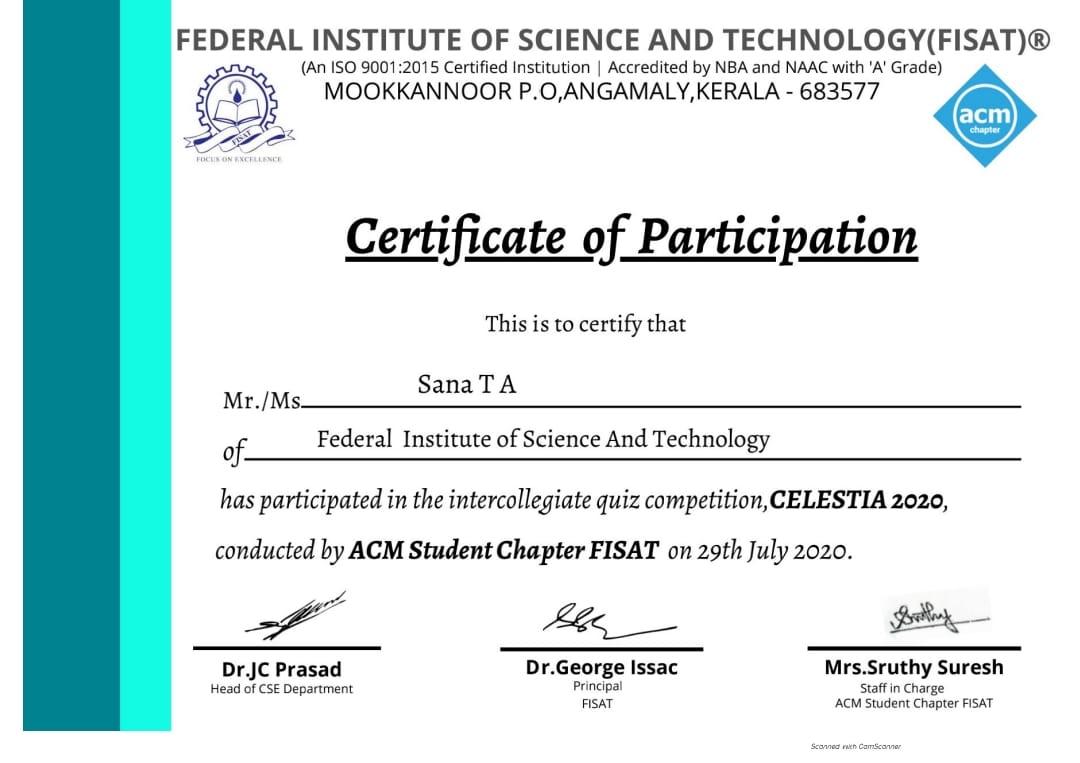 FEDERAL INSTITUTE OF SCIENCE AND TECHNOLOGY(FISAT)®
(An ISO 9001:2015 Certified Institution | Accredited by NBA and NAAC with 'A' Grade)
MOOKKANNOOR P.O,ANGAMALY,KERALA - 683577
FISAT
FOCUS ON EXCELLENCE
acm
chapter
Certificate of Participation
This is to certify that
Mr./Ms. Sana T A
of Federal Institute of Science And Technology
has participated in the intercollegiate quiz competition,CELESTIA 2020,
conducted by ACM Student Chapter FISAT on 29th July 2020.
Sruthy
Dr.JC Prasad
Head of CSE Department
Dr.George Issac
Principal
FISAT
Mrs.Sruthy Suresh
Staff in Charge
ACM Student Chapter FISAT
Scanned with CamScanner